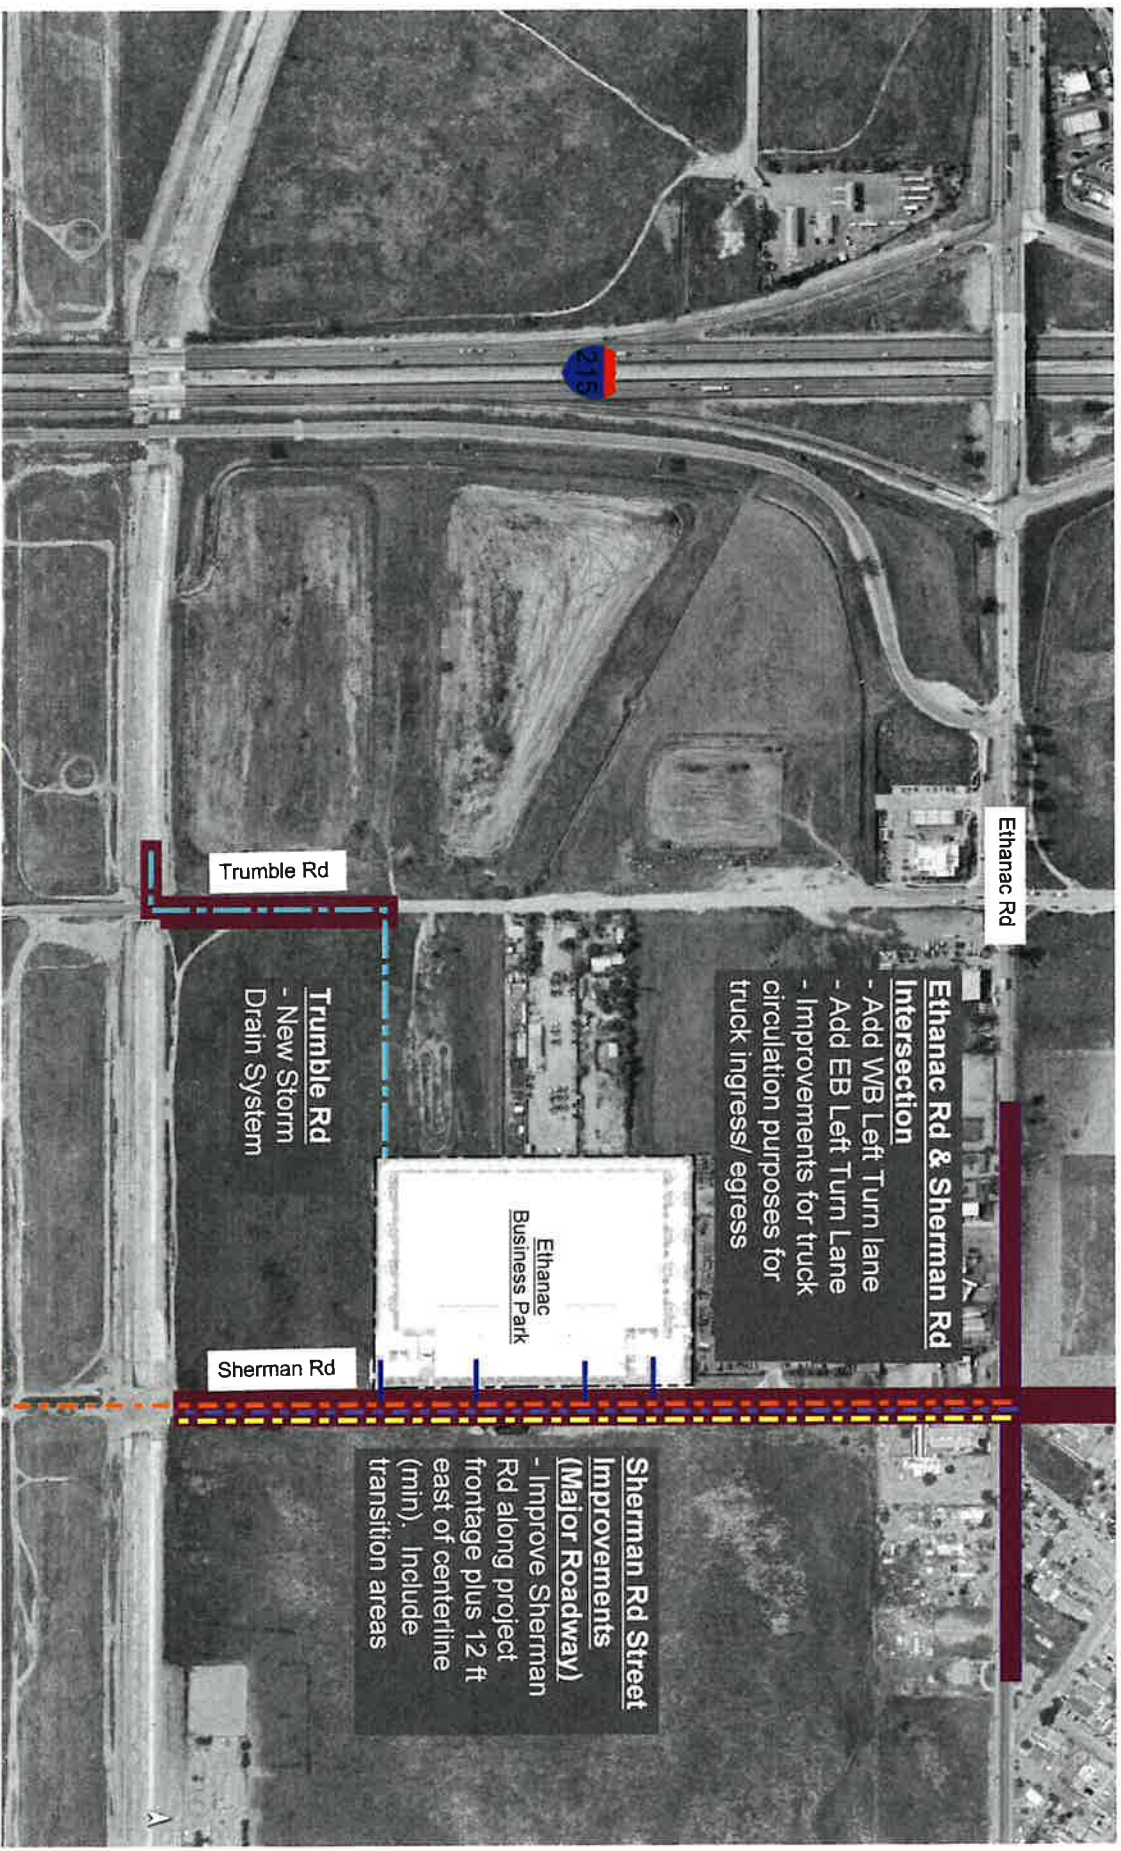 215
Ethanac Rd
Ethanac Rd & Sherman Rd
Intersection
- Add WB Left Turn lane
- Add EB Left Turn Lane
- Improvements for truck
circulation purposes for
truck ingress/ egress
Trumble Rd
Trumble Rd
- New Storm
Drain System
Ethanac
Business Park
Sherman Rd
Sherman Rd Street
Improvements
(Major Roadway)
- Improve Sherman
Rd along project
frontage plus 12 ft
east of centerline
(min). Include
transition areas